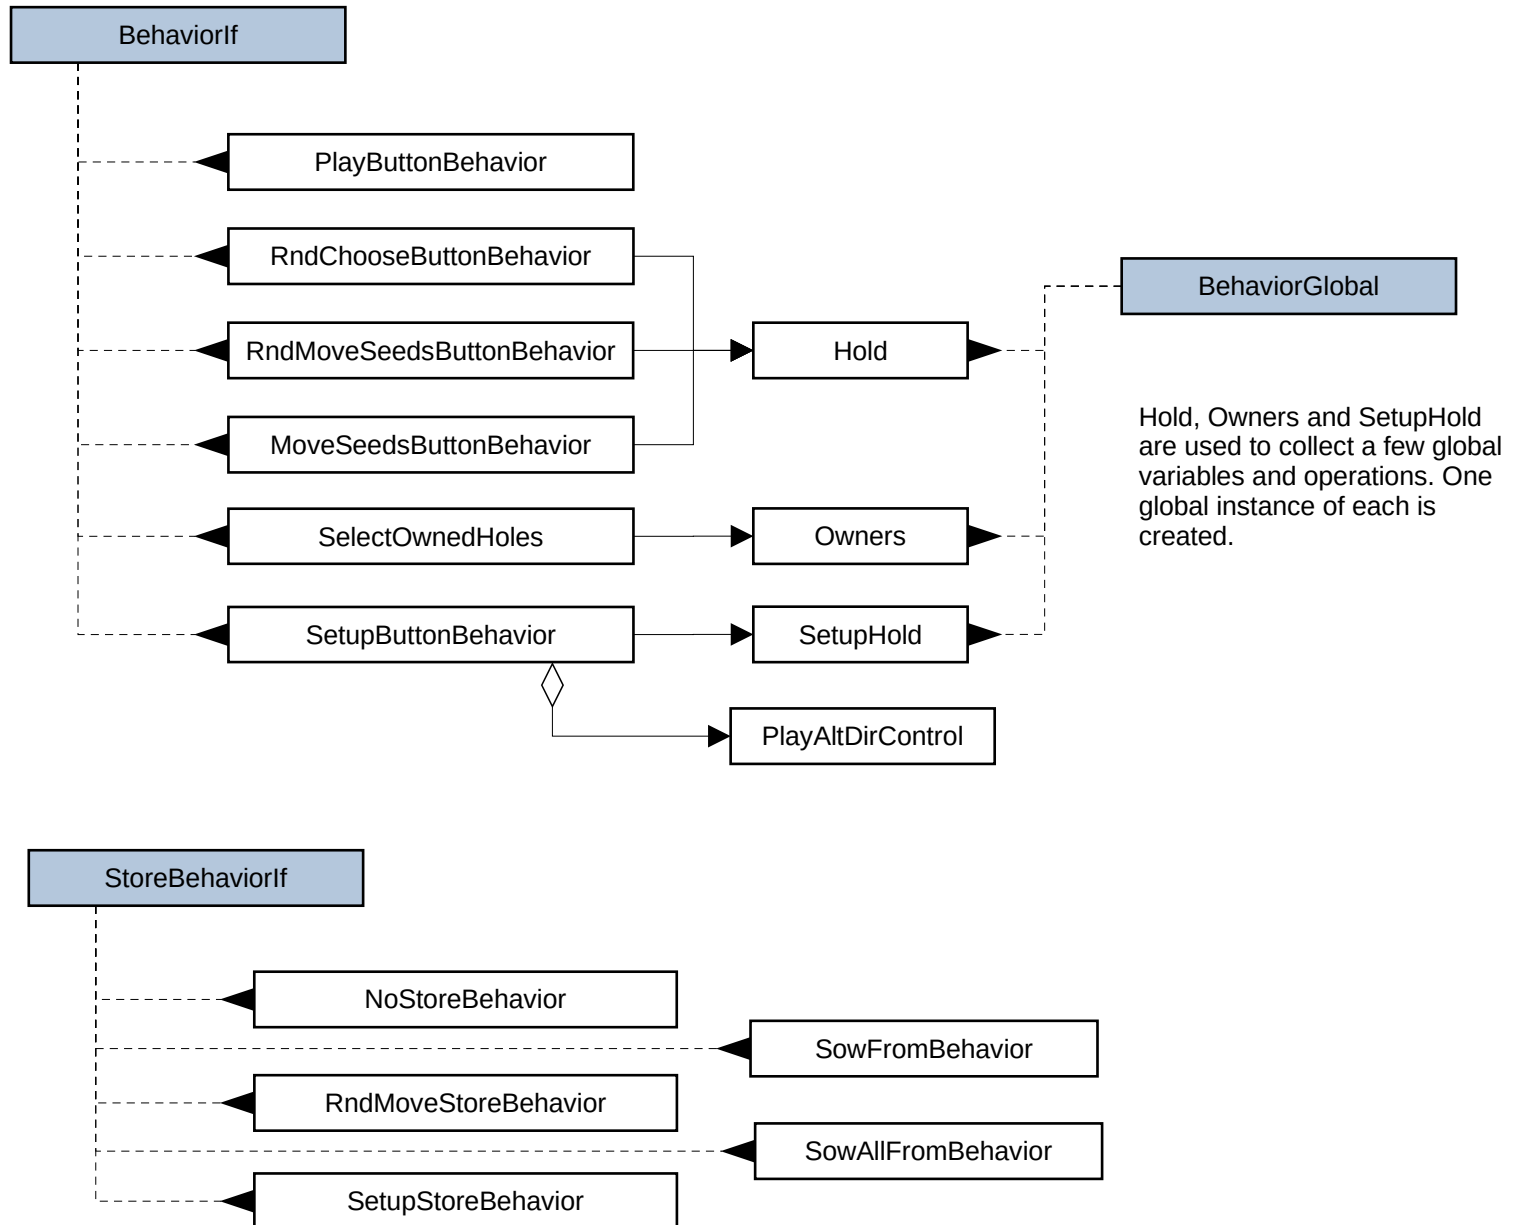 BehaviorIf
PlayButtonBehavior
RndChooseButtonBehavior
BehaviorGlobal
RndMoveSeedsButtonBehavior
Hold
MoveSeedsButtonBehavior
Hold, Owners and SetupHold
are used to collect a few global
variables and operations. One
global instance of each is
created.
SelectOwnedHoles
Owners
SetupButtonBehavior
SetupHold
PlayAltDirControl
StoreBehaviorIf
NoStoreBehavior
SowFromBehavior
RndMoveStoreBehavior
SowAllFromBehavior
SetupStoreBehavior